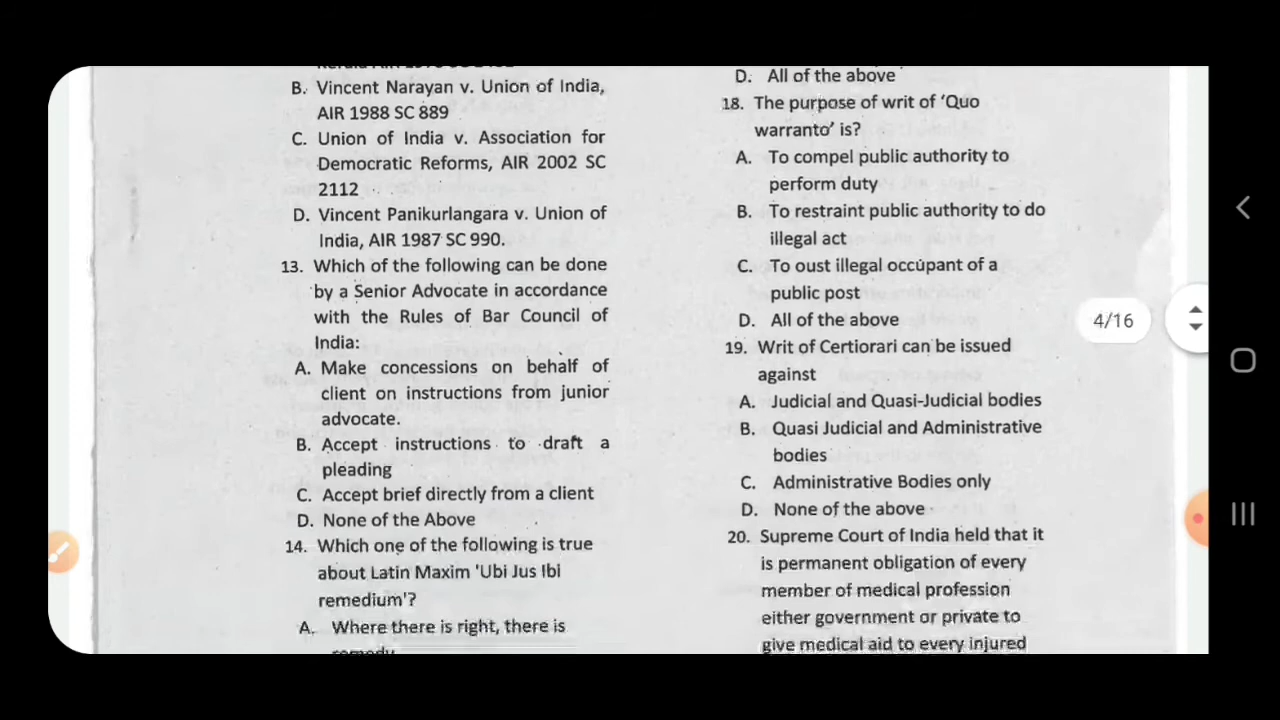 B. Vincent Narayan v. Union of India,
AIR 1988 SC 889
C. Union of India v. Association for
Democratic Reforms, AIR 2002 SC
2112
D. Vincent Panikurlangara v. Union of
India, AIR 1987 SC 990.
13. Which of the following can be done
by a Senior Advocate in accordance
with the Rules of Bar Council of
India:
A. Make concessions on behalf of
client on instructions from junior
advocate.
B. Accept instructions to draft a
pleading
C. Accept brief directly from a client
D. None of the Above
14. Which one of the following is true
about Latin Maxim 'Ubi Jus Ibi
remedium'?
A. Where there is right, there is
remedy
D. All of the above
18. The purpose of writ of ‘Quo
warranto’ is?
A. To compel public authority to
perform duty
B. To restraint public authority to do
illegal act
C. To oust illegal occupant of a
public post
D. All of the above
19. Writ of Certiorari can be issued
against
A. Judicial and Quasi-Judicial bodies
B. Quasi Judicial and Administrative
bodies
C. Administrative Bodies only
D. None of the above
20. Supreme Court of India held that it
is permanent obligation of every
member of medical profession
either government or private to
give medical aid to every injured
4/16